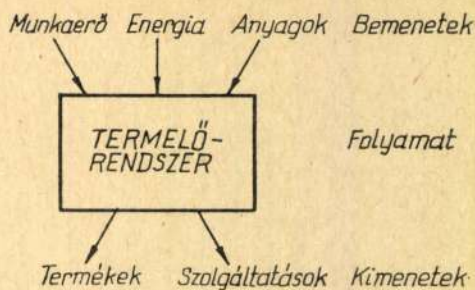 Munkaerő Energia Anyagok Bemenetek
TERMELŐ-
RENDSZER
Folyamat
Termékek Szolgáltatások Kimenetek